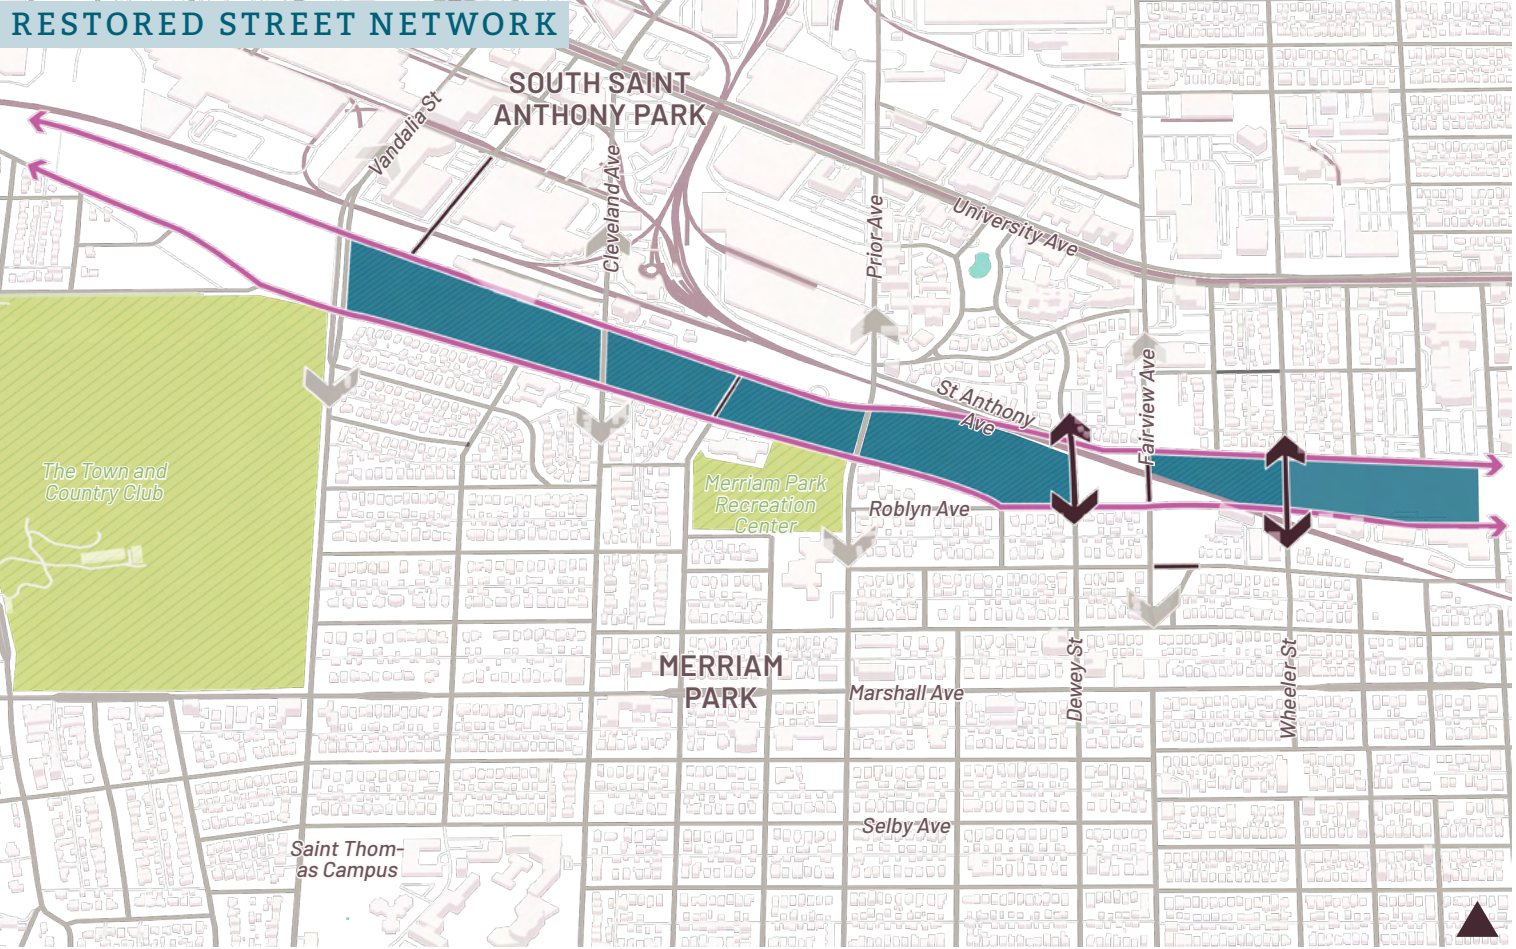 RESTORED STREET NETWORK
SOUTH SAINT
ANTHONY PARK
Vandalia St
Cleveland Ave
Prior Ave
University Ave
St Anthony
Ave
Fairview Ave
The Town and
Country Club
Merriam Park
Recreation
Center
Roblyn Ave
MERRIAM
PARK
Marshall Ave
Dewey St
Wheeler St
Selby Ave
Saint Thom-
as Campus